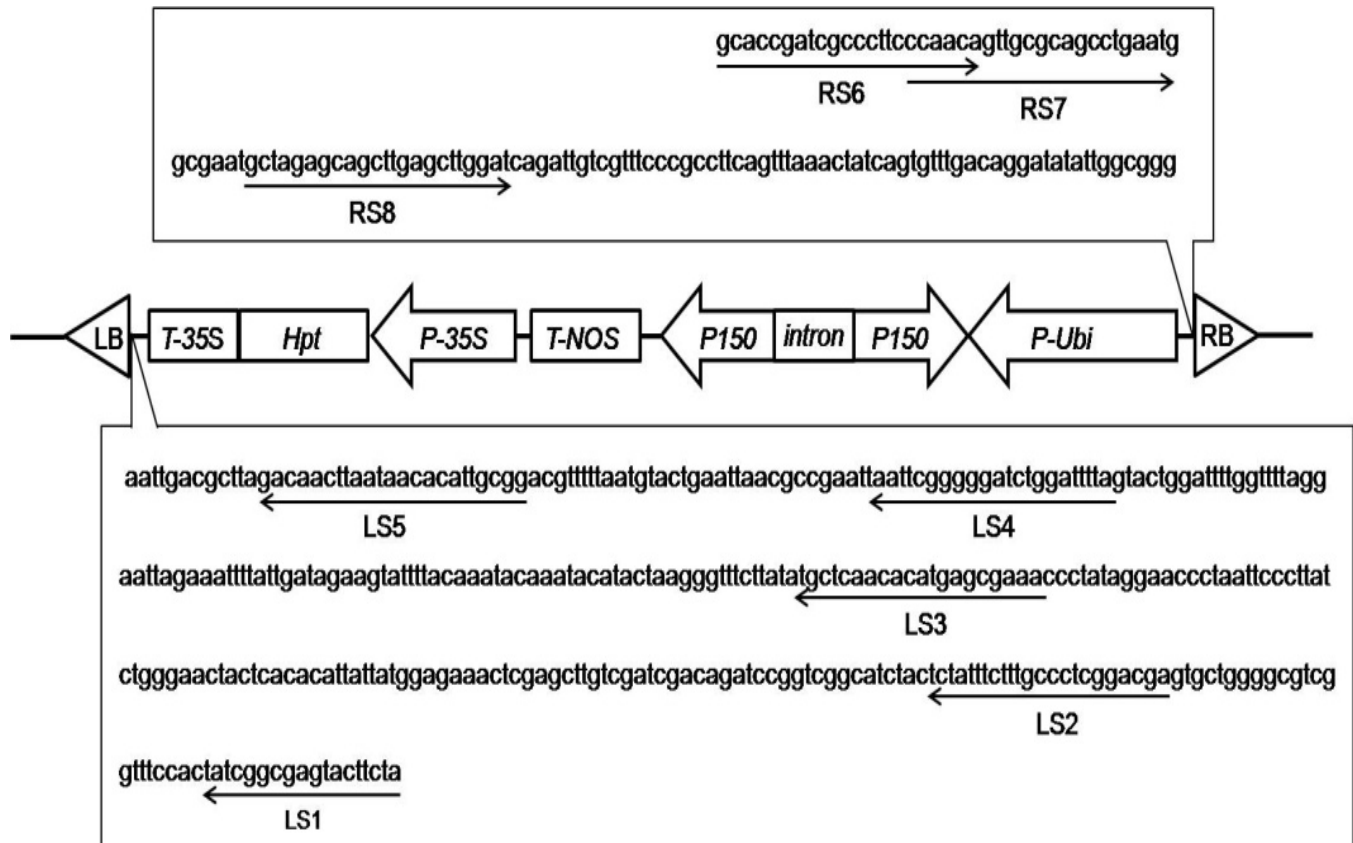 gcaccgatcgcccttcccaacagttgcgcagcctgaatg
RS6
RS7
gcgaatgctagagcagcttgagcttggatcagattgtcgtttcccgccttcagtttaaactatcagtgtttgacaggatatattggcggg
RS8
LB T-35S Hpt P-35S T-NOS P150 intron P150 P-Ubi RB
aattgacgcttagacaacttaataacacattgcggacgtttttaatgtactgaattaacgccgaattaattcgggggatctggattttagtactggattttggttttagg
LS5 LS4
aattagaaattttattgatagaagtattttacaaatacaaatacatactaagggtttcttatatgctcaacacatgagcgaaaccctataggaaccctaattcccttat
LS3
ctgggaactactcacacattattatggagaaactcgagcttgtcgatcgacagatccggtcggcatctactctatttctttgccctcggacgagtgctggggcgtcg
LS2
gtttccactatcggcgagtacttcta
LS1